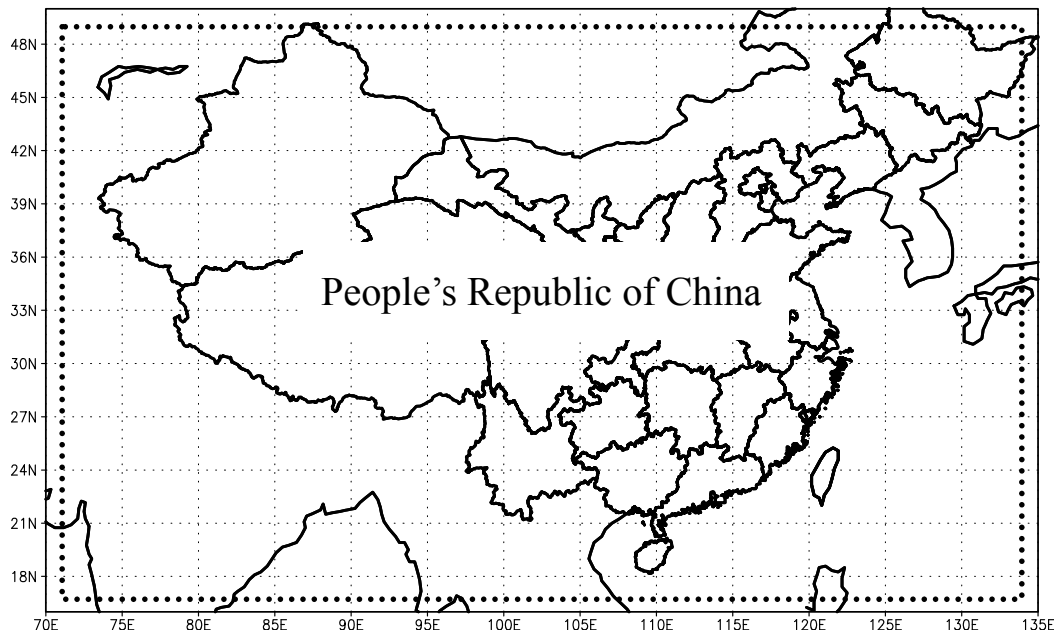 48N
45N
42N
39N
36N
People’s Republic of China
33N
30N
27N
24N
21N
18N
70E 75E 80E 85E 90E 95E 100E 105E 110E 115E 120E 125E 130E 135E